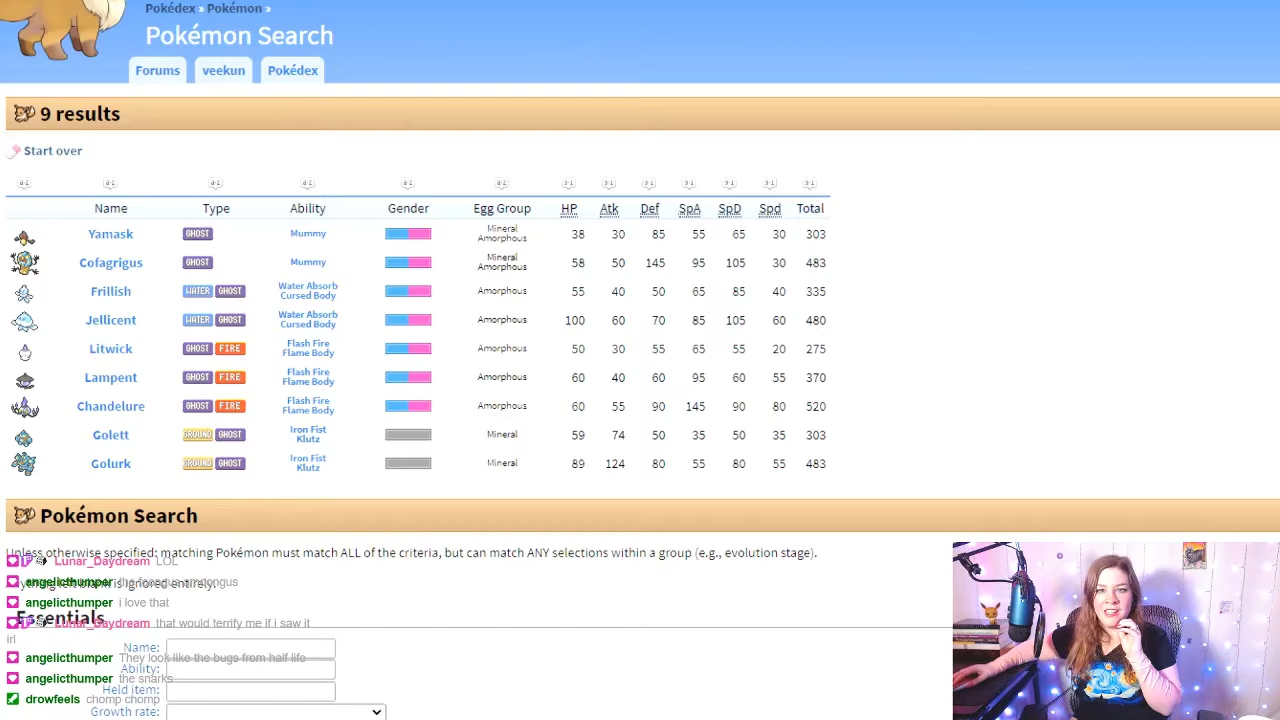 Pokédex » Pokémon »
Pokémon Search
Forums veekun Pokédex
9 results
Start over
Name Type Ability Gender Egg Group HP Atk Def SpA SpD Spd Total
Yamask GHOST Mummy Mineral Amorphous 38 30 85 55 65 30 303
Cofagrigus GHOST Mummy Mineral Amorphous 58 50 145 95 105 30 483
Frillish WATER GHOST Water Absorb Cursed Body Amorphous 55 40 50 65 85 40 335
Jellicent WATER GHOST Water Absorb Cursed Body Amorphous 100 60 70 85 105 60 480
Litwick GHOST FIRE Flash Fire Flame Body Amorphous 50 30 55 65 55 20 275
Lampent GHOST FIRE Flash Fire Flame Body Amorphous 60 40 60 95 60 55 370
Chandelure GHOST FIRE Flash Fire Flame Body Amorphous 60 55 90 145 90 80 520
Golett GROUND GHOST Iron Fist Klutz Mineral 59 74 50 35 50 35 303
Golurk GROUND GHOST Iron Fist Klutz Mineral 89 124 80 55 80 55 483
Pokémon Search
Unless otherwise specified: matching Pokémon must match ALL of the criteria, but can match ANY selections within a group (e.g., evolution stage).
Lunar_Daydream LOL
angelicthumper
is ignored entirely.
angelicthumper i love that
Essentials
Lunar_Daydream that would terrify me if i saw it
irl
Name:
angelicthumper They look like the bugs from half life
Ability:
angelicthumper the snarks
Held item:
drowfeels chomp chomp
Growth rate: